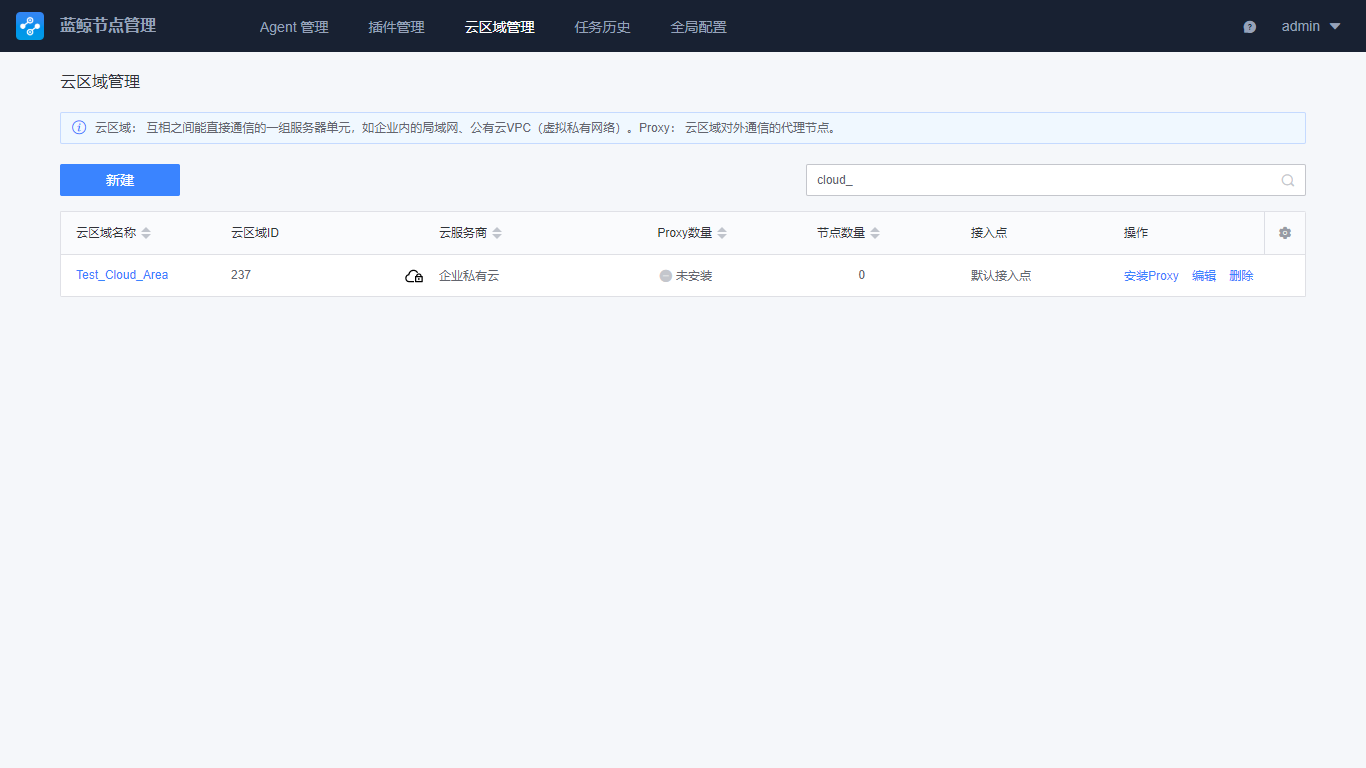 蓝鲸节点管理 Agent 管理 插件管理 云区域管理 任务历史 全局配置 admin
云区域管理
云区域： 互相之间能直接通信的一组服务器单元，如企业内的局域网、公有云VPC（虚拟私有网络）。Proxy： 云区域对外通信的代理节点。
新建 cloud_
云区域名称 云区域ID 云服务商 Proxy数量 节点数量 接入点 操作
Test_Cloud_Area 237 企业私有云 未安装 0 默认接入点 安装Proxy 编辑 删除